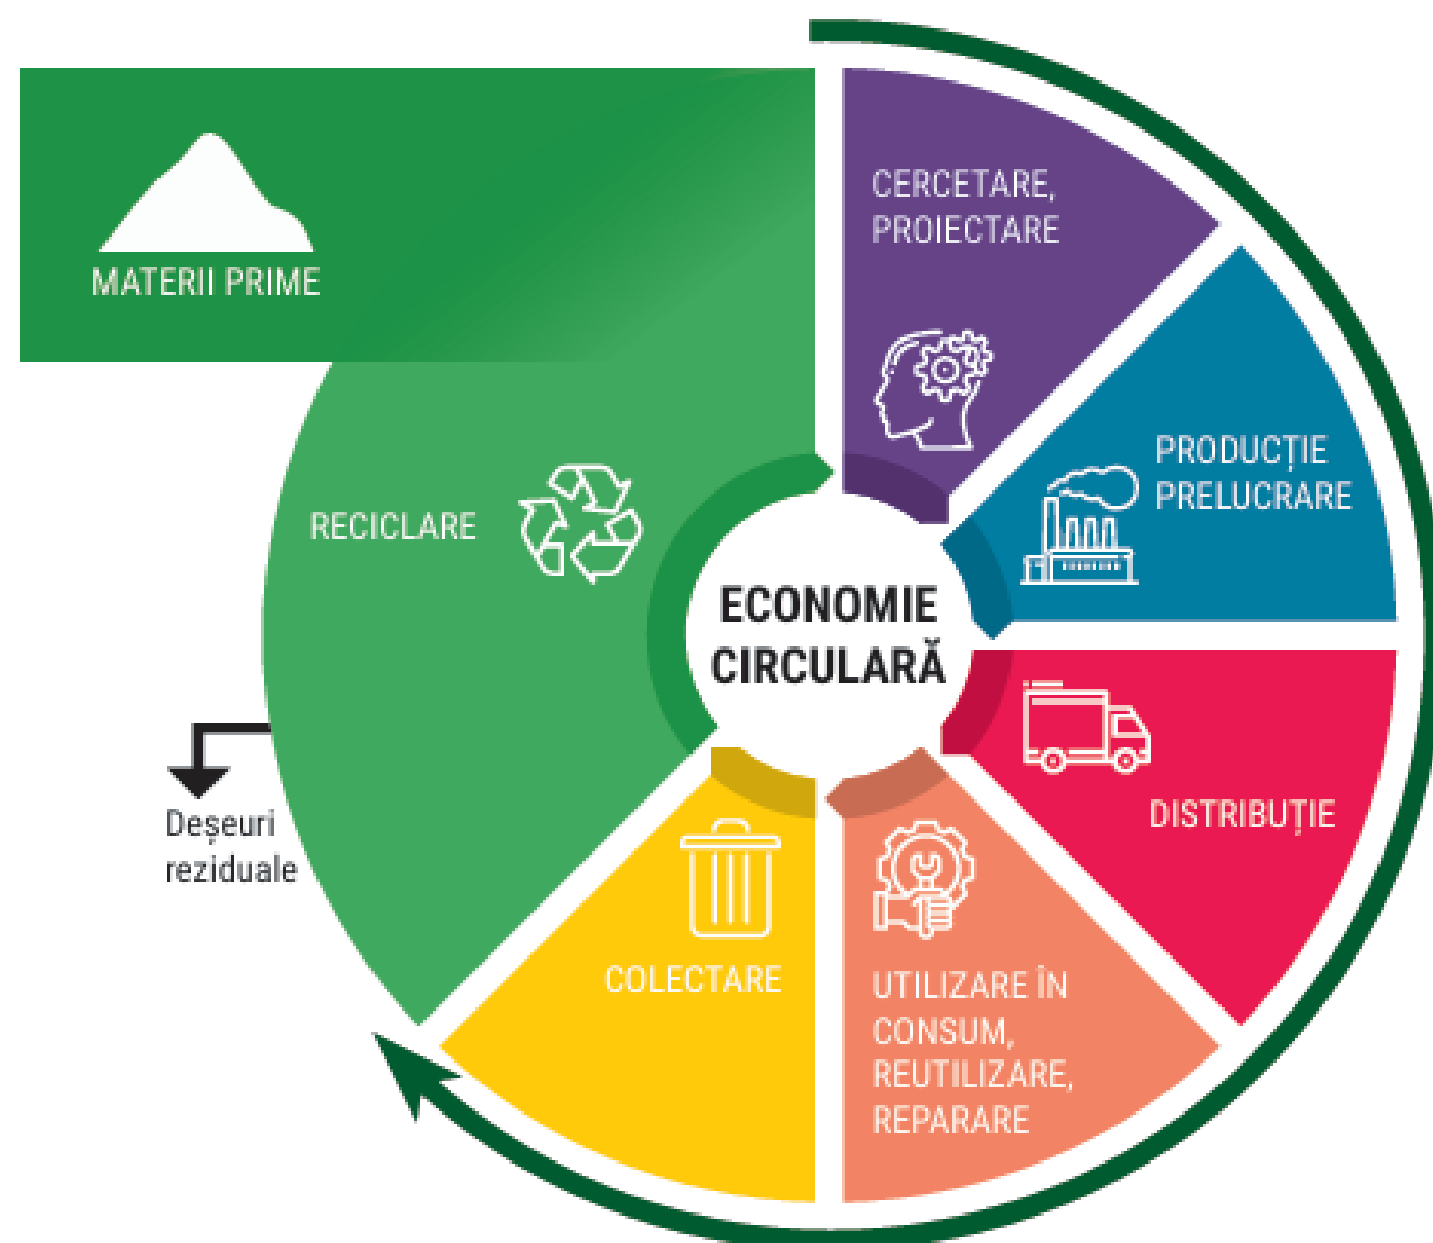 MATERII PRIME
CERCETARE,
PROIECTARE
PRODUCȚIE
PRELUCRARE
DISTRIBUȚIE
UTILIZARE ÎN
CONSUM,
REUTILIZARE,
REPARARE
COLECTARE
RECICLARE
Deșeuri
reziduale
ECONOMIE
CIRCULARĂ